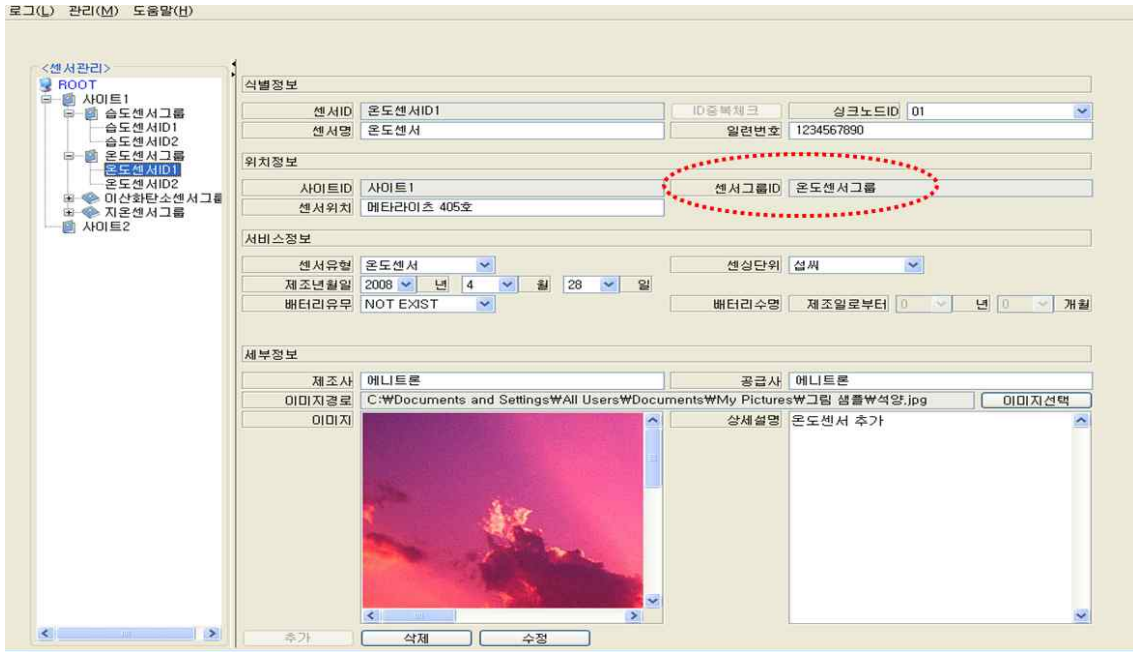 로그(L) 관리(M) 도움말(H)
<센서관리>
ROOT
사이트1
습도센서그룹
습도센서ID1
습도센서ID2
온도센서그룹
온도센서ID1
온도센서ID2
이산화탄소센서그룹
지온센서그룹
사이트2
식별정보
센서ID 온도센서ID1 ID중복체크 싱크노드ID 01
센서명 온도센서 일련번호 1234567890
위치정보
사이트ID 사이트1 센서그룹ID 온도센서그룹
센서위치 메타라이츠 405호
서비스정보
센서유형 온도센서 센싱단위 섭씨
제조년월일 2008 년 4 월 28 일
배터리유무 NOT EXIST 배터리수명 제조일로부터 0 년 0 개월
세부정보
제조사 에니트론 공급사 에니트론
이미지경로 C:₩Documents and Settings₩All Users₩Documents₩My Pictures₩그림 샘플₩석양.jpg 이미지선택
이미지 상세설명 온도센서 추가
추가 삭제 수정